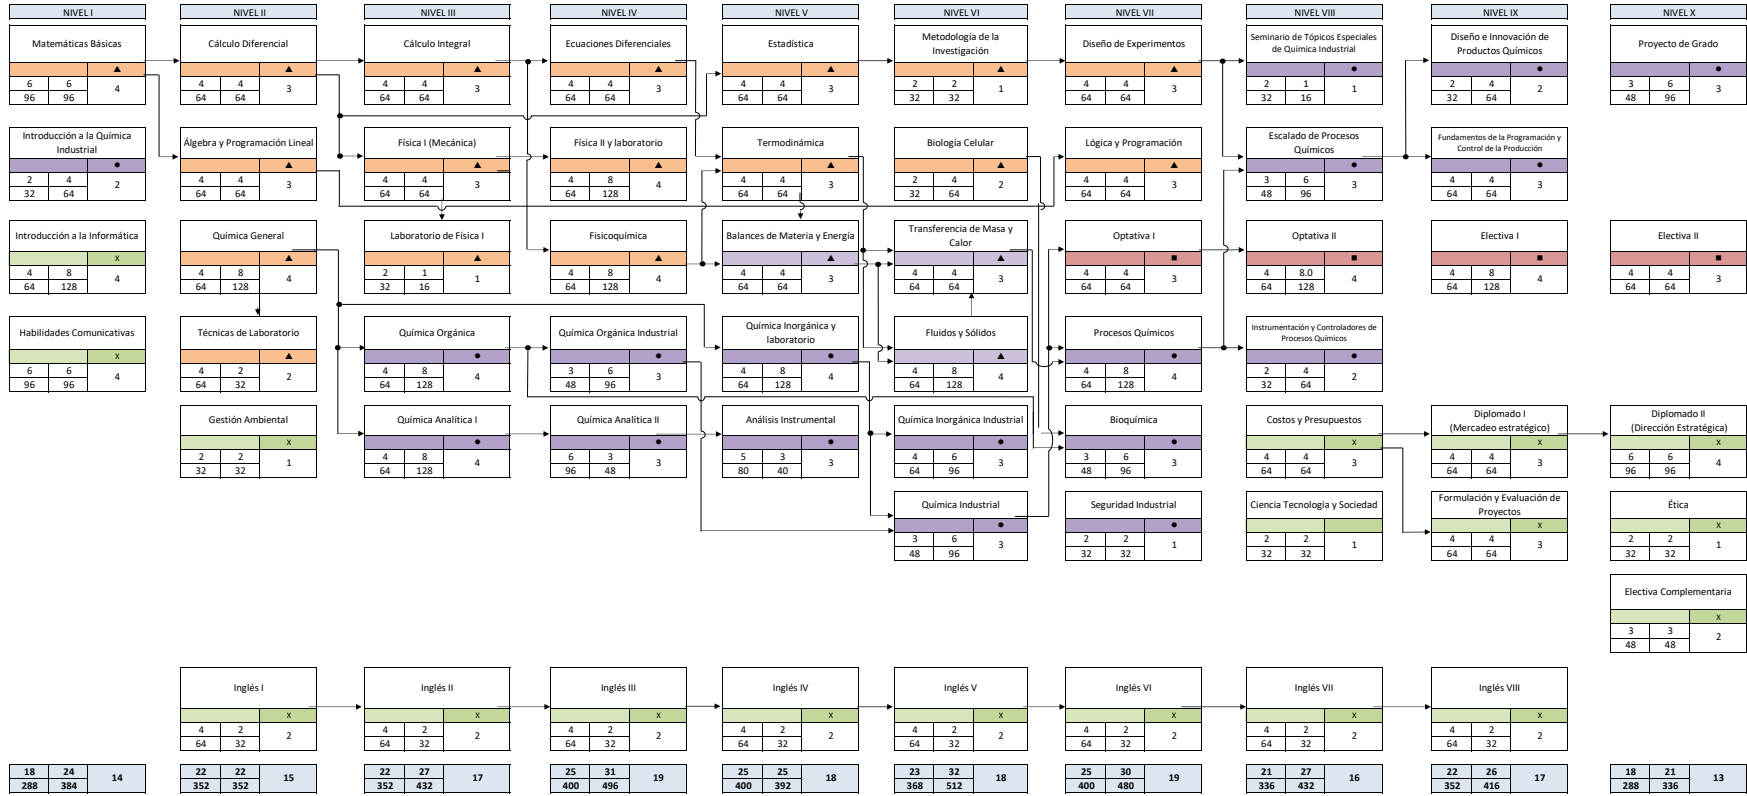 NIVEL I
NIVEL II
NIVEL III
NIVEL IV
NIVEL V
NIVEL VI
NIVEL VII
NIVEL VIII
NIVEL IX
NIVEL X
Matemáticas Básicas
▲
6 6 4
96 96
Cálculo Diferencial
▲
4 4 3
64 64
Cálculo Integral
▲
4 4 3
64 64
Ecuaciones Diferenciales
▲
4 4 3
64 64
Estadística
▲
4 4 3
64 64
Metodología de la
Investigación
▲
2 2 1
32 32
Diseño de Experimentos
▲
4 4 3
64 64
Seminario de Tópicos Especiales
de Química Industrial
●
2 1 1
32 16
Diseño e Innovación de
Productos Químicos
●
2 4 2
32 64
Proyecto de Grado
●
3 6 3
48 96
Introducción a la Química
Industrial
●
2 4 2
32 64
Álgebra y Programación Lineal
▲
4 4 3
64 64
Física I (Mecánica)
▲
4 4 3
64 64
Física II y laboratorio
▲
4 8 4
64 128
Termodinámica
▲
4 4 3
64 64
Biología Celular
▲
2 4 2
32 64
Lógica y Programación
▲
4 4 3
64 64
Escalado de Procesos
Químicos
●
3 6 3
48 96
Fundamentos de la Programación y
Control de la Producción
●
4 4 3
64 64
Introducción a la Informática
x
4 8 4
64 128
Química General
▲
4 8 4
64 128
Laboratorio de Física I
▲
2 1 1
32 16
Fisicoquímica
▲
4 8 4
64 128
Balances de Materia y Energía
▲
4 4 3
64 64
Transferencia de Masa y
Calor
▲
4 4 3
64 64
Optativa I
■
4 4 3
64 64
Optativa II
■
4 8.0 4
64 128
Electiva I
■
4 8 4
64 128
Electiva II
■
4 4 3
64 64
Habilidades Comunicativas
x
6 6 4
96 96
Técnicas de Laboratorio
▲
4 2 2
64 32
Química Orgánica
●
4 8 4
64 128
Química Orgánica Industrial
●
3 6 3
48 96
Química Inorgánica y
laboratorio
●
4 8 4
64 128
Fluidos y Sólidos
▲
4 8 4
64 128
Procesos Químicos
●
4 8 4
64 128
Instrumentación y Controladores de
Procesos Químicos
●
2 4 2
32 64
Gestión Ambiental
x
2 2 1
32 32
Química Analítica I
●
4 8 4
64 128
Química Analítica II
●
6 3 3
96 48
Análisis Instrumental
●
5 3 3
80 40
Química Inorgánica Industrial
●
4 6 3
64 96
Bioquímica
●
3 6 3
48 96
Costos y Presupuestos
x
4 4 3
64 64
Diplomado I
(Mercadeo estratégico)
x
4 4 3
64 64
Diplomado II
(Dirección Estratégica)
x
6 6 4
96 96
Química Industrial
●
3 6 3
48 96
Seguridad Industrial
●
2 2 1
32 32
Ciencia Tecnología y Sociedad
2 2 1
32 32
Formulación y Evaluación de
Proyectos
x
4 4 3
64 64
Ética
x
2 2 1
32 32
Electiva Complementaria
x
3 3 2
48 48
Inglés I
x
4 2 2
64 32
Inglés II
x
4 2 2
64 32
Inglés III
x
4 2 2
64 32
Inglés IV
x
4 2 2
64 32
Inglés V
x
4 2 2
64 32
Inglés VI
x
4 2 2
64 32
Inglés VII
x
4 2 2
64 32
Inglés VIII
x
4 2 2
64 32
18 24 14
288 384
22 22 15
352 352
22 27 17
352 432
25 31 19
400 496
25 25 18
400 392
23 32 18
368 512
25 30 19
400 480
21 27 16
336 432
22 26 17
352 416
18 21 13
288 336